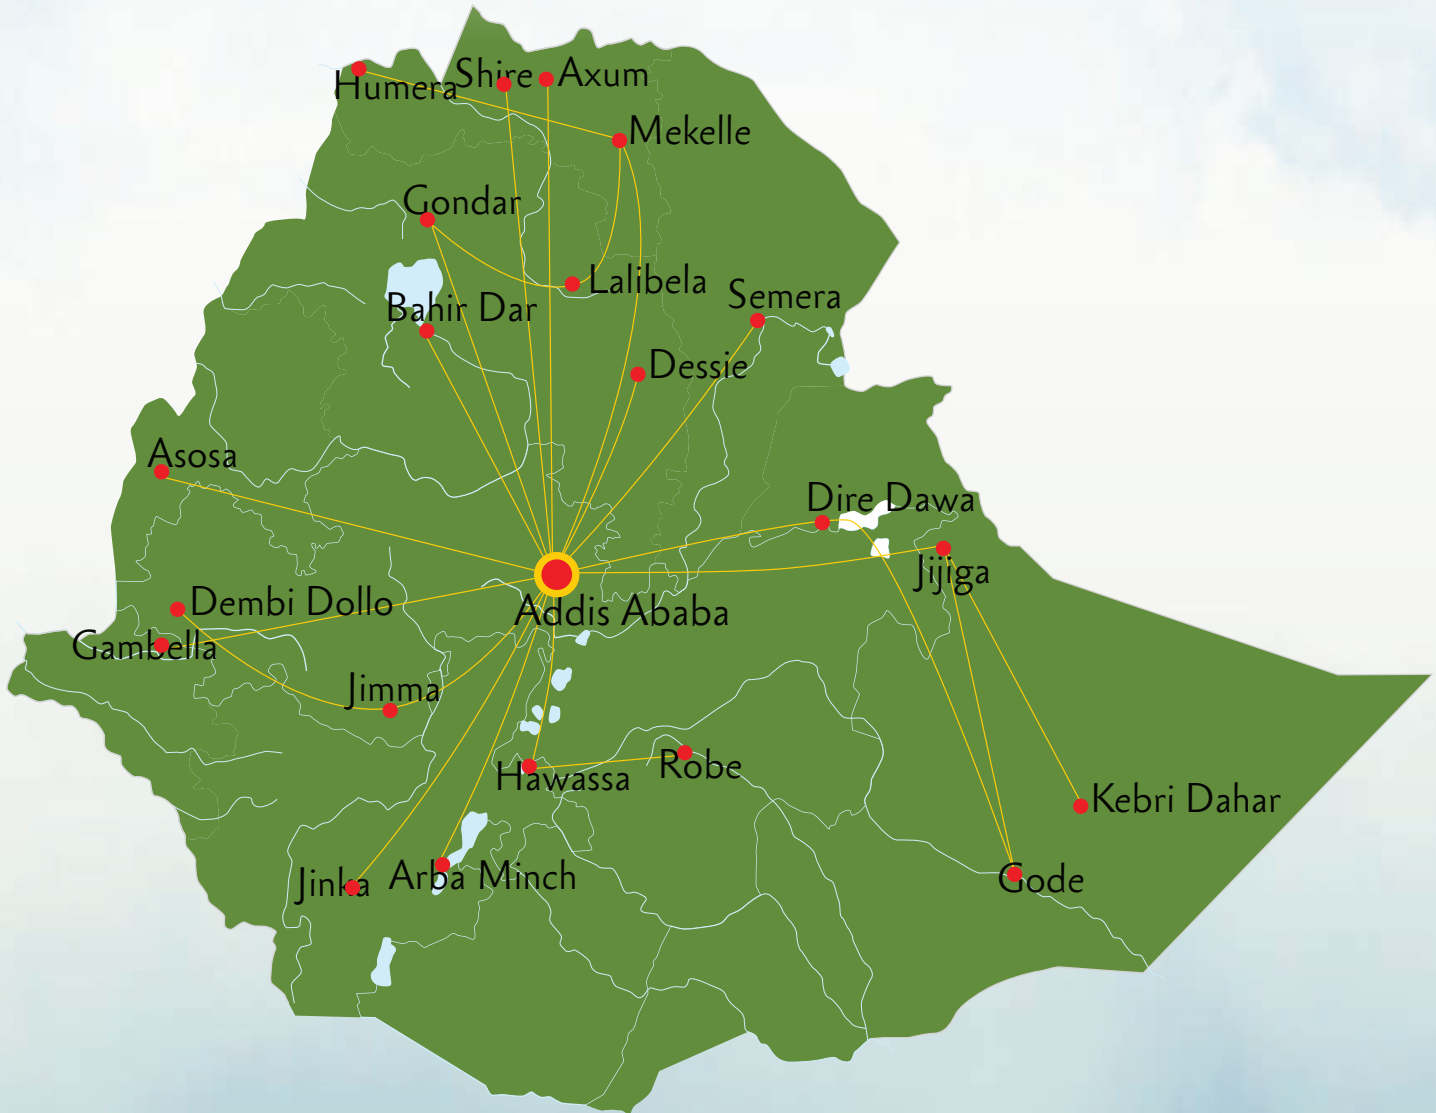 Humera
Shire
Axum
Mekelle
Gondar
Lalibela
Semera
Bahir Dar
Dessie
Asosa
Dire Dawa
Jijiga
Addis Ababa
Dembi Dollo
Gambella
Jimma
Hawassa
Robe
Kebri Dahar
Jinka
Arba Minch
Gode